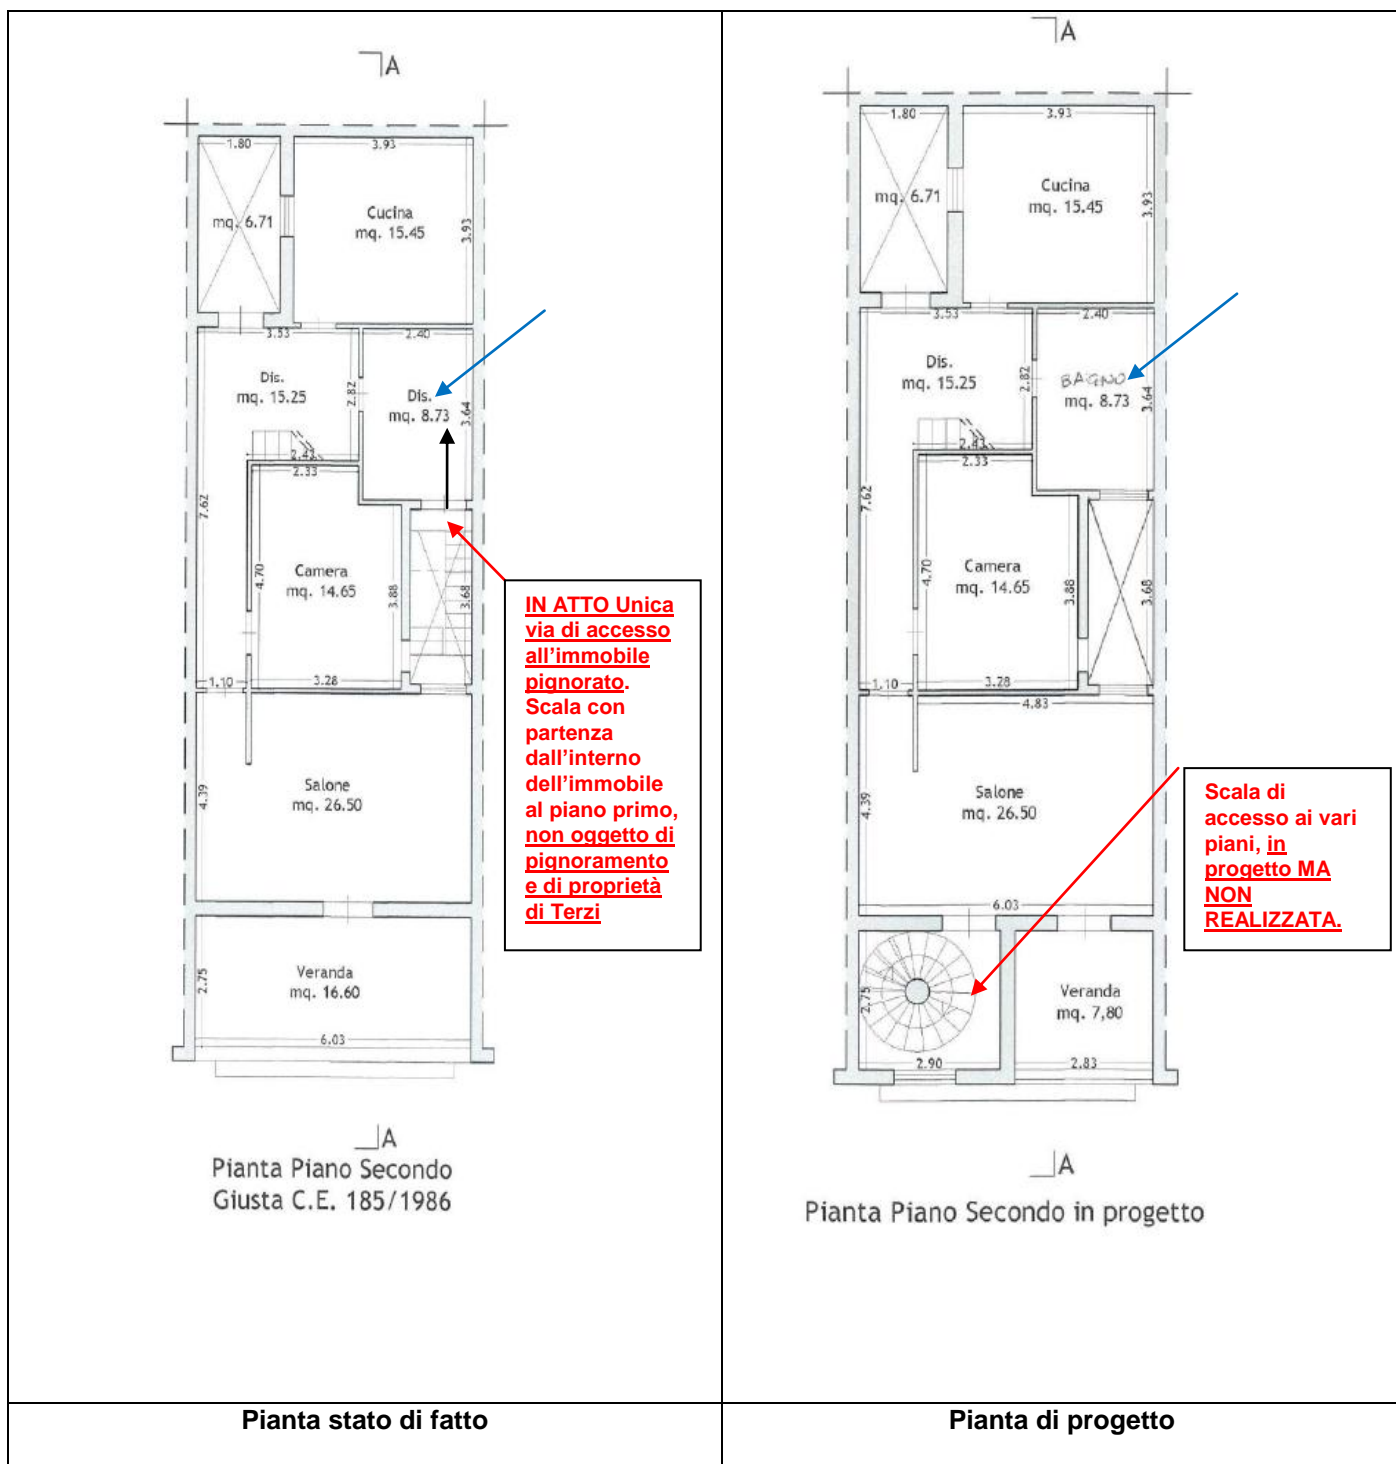 A
1.80
3.93
mq. 6.71
Cucina
mq. 15.45
3.93
3.53
2.40
Dis.
mq. 15.25
2.82
Dis.
mq. 8.73
3.64
2.43
2.33
7.62
Camera
mq. 14.65
4.70
3.88
3.68
1.10
3.28
Salone
mq. 26.50
4.39
Veranda
mq. 16.60
2.75
6.03
A
Pianta Piano Secondo
Giusta C.E. 185/1986
IN ATTO Unica
via di accesso
all’immobile
pignorato.
Scala con
partenza
dall’interno
dell’immobile
al piano primo,
non oggetto di
pignoramento
e di proprietà
di Terzi
Pianta stato di fatto
A
1.80
3.93
mq. 6.71
Cucina
mq. 15.45
3.93
3.53
2.40
Dis.
mq. 15.25
2.82
BAGNO
mq. 8.73
3.64
2.43
2.33
7.62
Camera
mq. 14.65
4.70
3.88
3.68
1.10
3.28
4.83
Salone
mq. 26.50
4.39
6.03
Veranda
mq. 7,80
2.75
2.90
2.83
A
Pianta Piano Secondo in progetto
Scala di
accesso ai vari
piani, in
progetto MA
NON
REALIZZATA.
Pianta di progetto